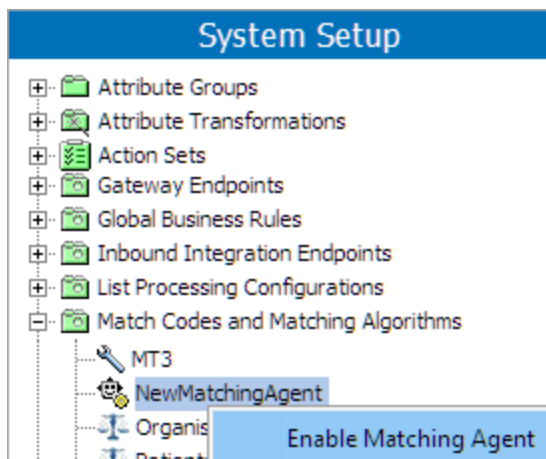 System Setup
Attribute Groups
Attribute Transformations
Action Sets
Gateway Endpoints
Global Business Rules
Inbound Integration Endpoints
List Processing Configurations
Match Codes and Matching Algorithms
MT3
NewMatchingAgent
Organis
Enable Matching Agent